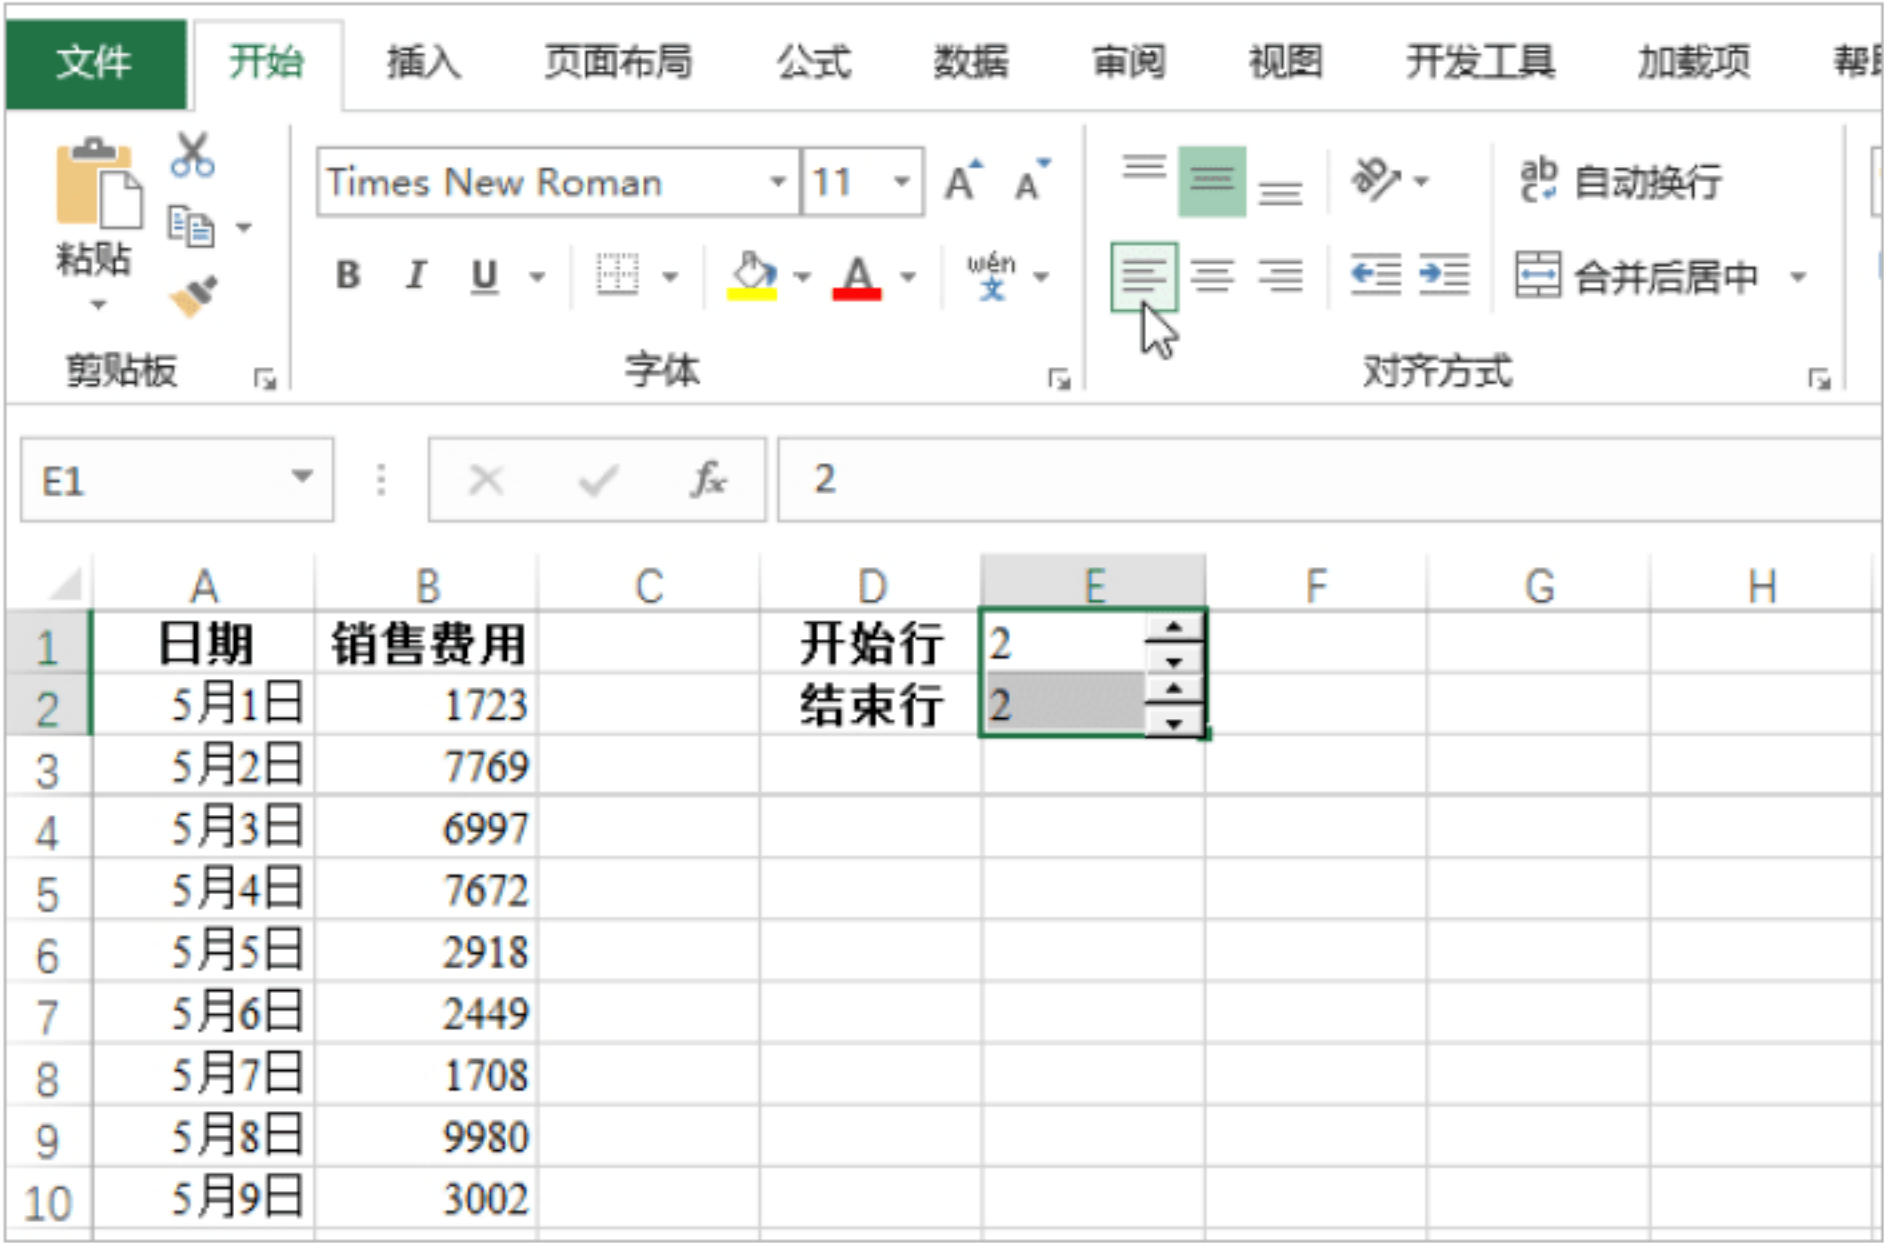 文件 开始 插入 页面布局 公式 数据 审阅 视图 开发工具 加载项
Times New Roman 11 A A ab 自动换行
粘贴 B I U A wén 文 合并后居中
剪贴板 字体 对齐方式
E1 fx 2
A B C D E F G H
1 日期 销售费用 开始行 2
2 5月1日 1723 结束行 2
3 5月2日 7769
4 5月3日 6997
5 5月4日 7672
6 5月5日 2918
7 5月6日 2449
8 5月7日 1708
9 5月8日 9980
10 5月9日 3002